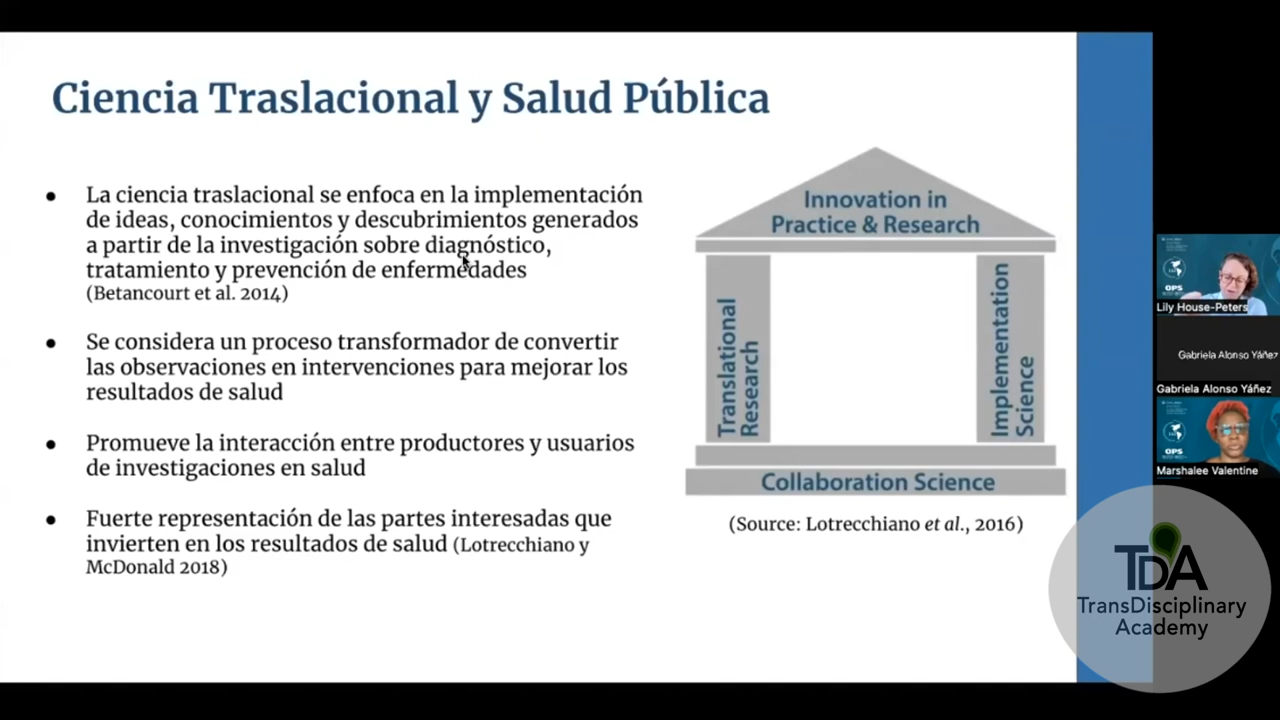 Ciencia Traslacional y Salud Pública
● La ciencia traslacional se enfoca en la implementación
de ideas, conocimientos y descubrimientos generados
a partir de la investigación sobre diagnóstico,
tratamiento y prevención de enfermedades
(Betancourt et al. 2014)
● Se considera un proceso transformador de convertir
las observaciones en intervenciones para mejorar los
resultados de salud
● Promueve la interacción entre productores y usuarios
de investigaciones en salud
● Fuerte representación de las partes interesadas que
invierten en los resultados de salud (Lotrecchiano y
McDonald 2018)
Innovation in
Practice & Research
Translational
Research
Implementation
Science
Collaboration Science
(Source: Lotrecchiano et al., 2016)
OPS
Lily House-Peters
Gabriela Alonso Yáñez
Gabriela Alonso Yáñez
OPS
Marshalee Valentine
TDA
TransDisciplinary
Academy